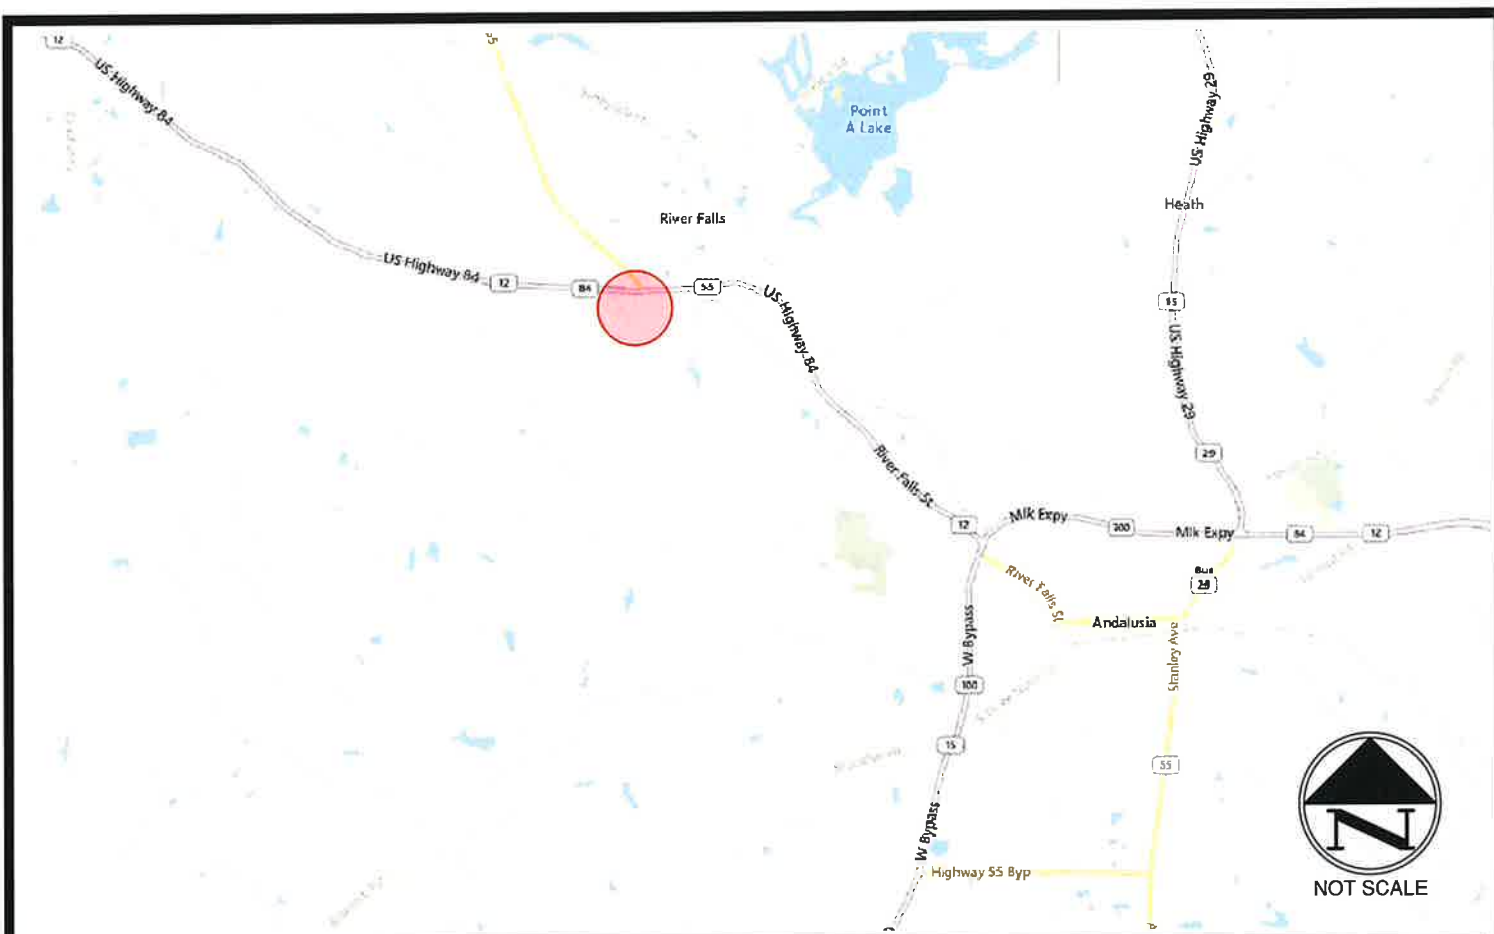 12
US Highway 84
Point
A Lake
US Highway 29
Heath
River Falls
US Highway 84
12
84
55
US Highway 84
15
US Highway 29
29
River Falls St
12
Mlk Expy
200
Mlk Expy
84
12
River Falls St
Bus
Andalusia
W Bypass
Stanley Ave
100
15
55
W Bypass
Highway 55 Byp
N
NOT SCALE